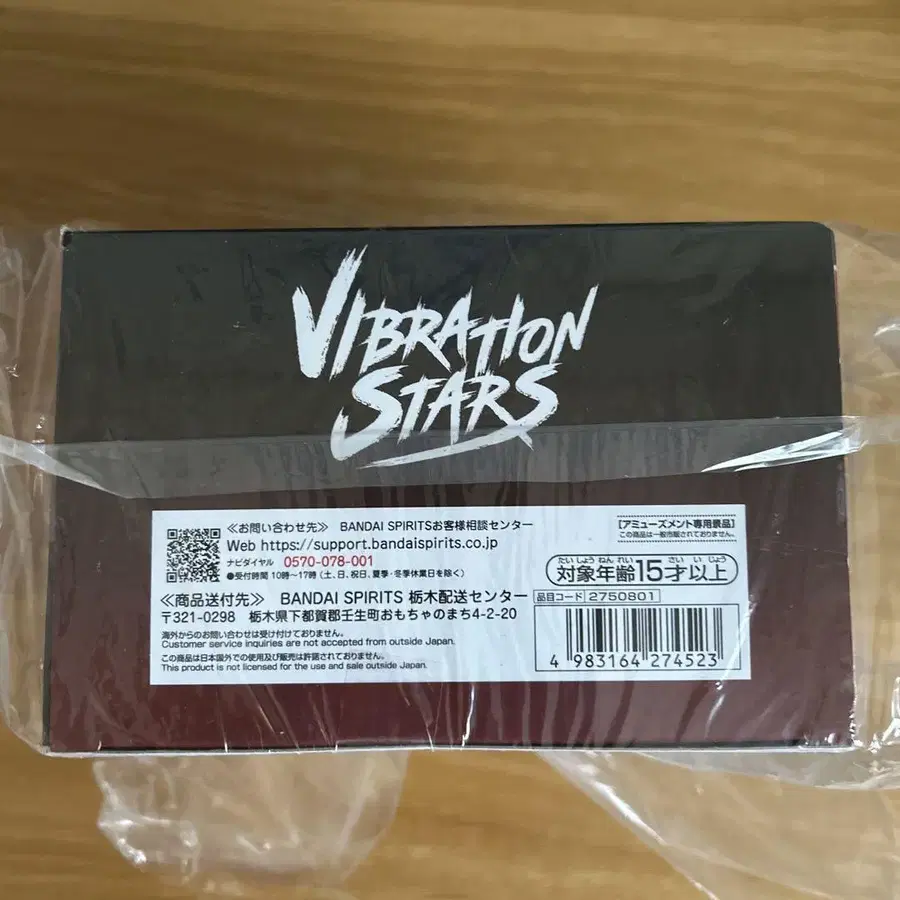 VIBRATION
STARS
≪お問い合わせ先≫ BANDAI SPIRITSお客様相談センター
Web https://support.bandaispirits.co.jp
ナビダイヤル 0570-078-001
●受付時間 10時〜17時(土、日、祝日、夏季・冬季休業日を除く)
≪商品送付先≫ BANDAI SPIRITS 栃木配送センター
〒321-0298 栃木県下都賀郡壬生町おもちゃのまち4-2-20
海外からのお問い合わせは受け付けておりません。
Customer service inquiries are not accepted from outside Japan.
この商品は日本国外での使用及び販売は許諾されておりません。
This product is not licensed for the use and sale outside Japan.
[アミューズメント専用景品]
この商品は一般市販されておりません。
たいしょうねんれい さいいじょう
対象年齢15才以上
品目コード 2750801
4 983164 274523